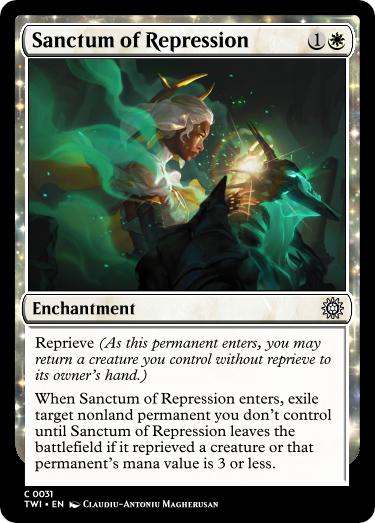 Sanctum of Repression 1
Enchantment
Reprieve (As this permanent enters, you may
return a creature you control without reprieve to
its owner's hand.)
When Sanctum of Repression enters, exile
target nonland permanent you don't control
until Sanctum of Repression leaves the
battlefield if it reprieved a creature or that
permanent's mana value is 3 or less.
C 0031
TWI • EN Claudiu-Antoniu Magherusan